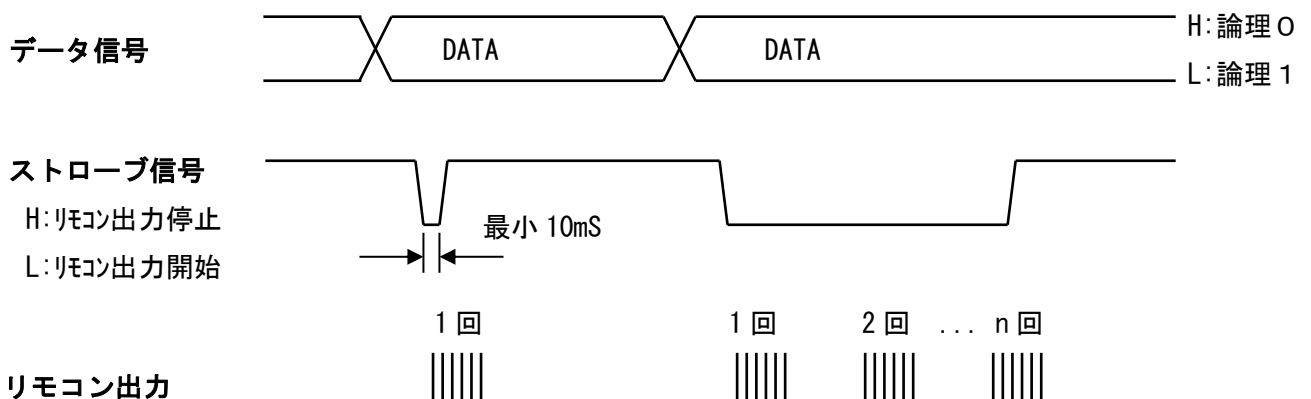 H:論理0
データ信号 DATA DATA
L:論理1
ストローブ信号
H:ﾘﾓｺﾝ出力停止
最小 10mS
L:ﾘﾓｺﾝ出力開始
1回 1回 2回 ... n回
リモコン出力